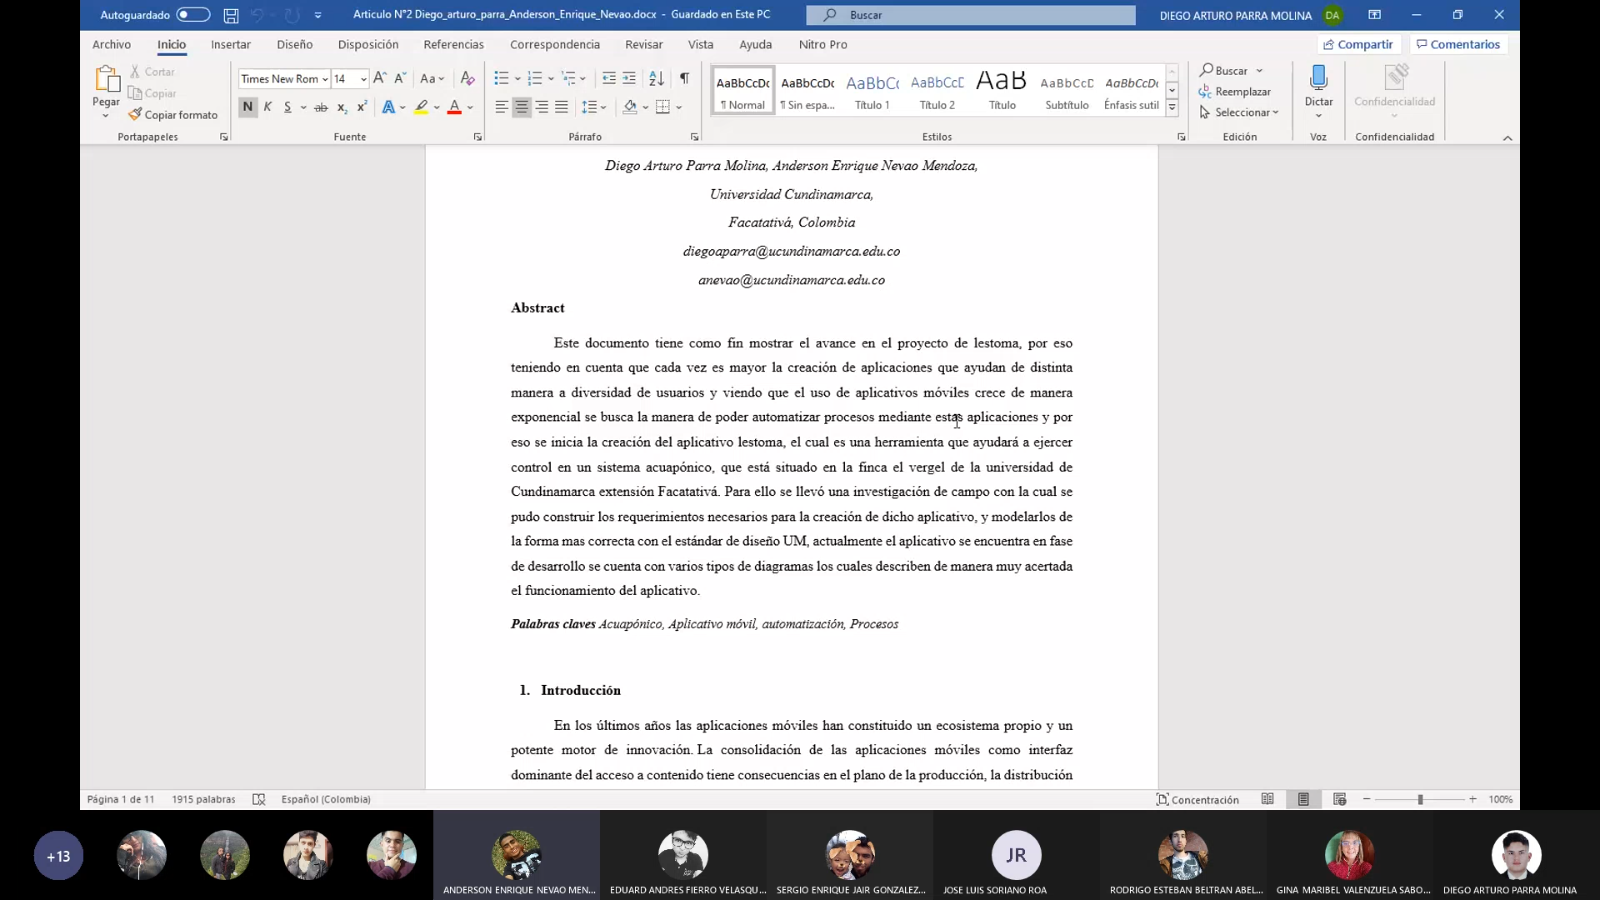 Autoguardado
Articulo N°2 Diego_arturo_parra_Anderson_Enrique_Nevao.docx - Guardado en Este PC
Buscar
DIEGO ARTURO PARRA MOLINA DA
Archivo Inicio Insertar Diseño Disposición Referencias Correspondencia Revisar Vista Ayuda Nitro Pro Compartir Comentarios
Pegar
Cortar
Copiar
Copiar formato
Portapapeles
Times New Rom 14
N K S ab
Fuente
Párrafo
AaBbCcDc ¶ Normal
AaBbCcDc ¶ Sin espa...
AaBbCc Título 1
AaBbCcD Título 2
AaB Título
AaBbCcD Subtítulo
AaBbCcDc Énfasis sutil
Estilos
Buscar
Reemplazar
Seleccionar
Edición
Dictar
Voz
Confidencialidad
Confidencialidad
Diego Arturo Parra Molina, Anderson Enrique Nevao Mendoza,
Universidad Cundinamarca,
Facatativá, Colombia
diegoaparra@ucundinamarca.edu.co
anevao@ucundinamarca.edu.co
Abstract
Este documento tiene como fin mostrar el avance en el proyecto de lestoma, por eso
teniendo en cuenta que cada vez es mayor la creación de aplicaciones que ayudan de distinta
manera a diversidad de usuarios y viendo que el uso de aplicativos móviles crece de manera
exponencial se busca la manera de poder automatizar procesos mediante estas aplicaciones y por
eso se inicia la creación del aplicativo lestoma, el cual es una herramienta que ayudará a ejercer
control en un sistema acuapónico, que está situado en la finca el vergel de la universidad de
Cundinamarca extensión Facatativá. Para ello se llevó una investigación de campo con la cual se
pudo construir los requerimientos necesarios para la creación de dicho aplicativo, y modelarlos de
la forma mas correcta con el estándar de diseño UM, actualmente el aplicativo se encuentra en fase
de desarrollo se cuenta con varios tipos de diagramas los cuales describen de manera muy acertada
el funcionamiento del aplicativo.
Palabras claves Acuapónico, Aplicativo móvil, automatización, Procesos
1. Introducción
En los últimos años las aplicaciones móviles han constituido un ecosistema propio y un
potente motor de innovación. La consolidación de las aplicaciones móviles como interfaz
dominante del acceso a contenido tiene consecuencias en el plano de la producción, la distribución
Página 1 de 11 1915 palabras Español (Colombia) Concentración 100%
+13
JR
ANDERSON ENRIQUE NEVAO MEN... EDUARD ANDRES FIERRO VELASQU... SERGIO ENRIQUE JAIR GONZALEZ... JOSE LUIS SORIANO ROA RODRIGO ESTEBAN BELTRAN ABEL... GINA MARIBEL VALENZUELA SABO... DIEGO ARTURO PARRA MOLINA